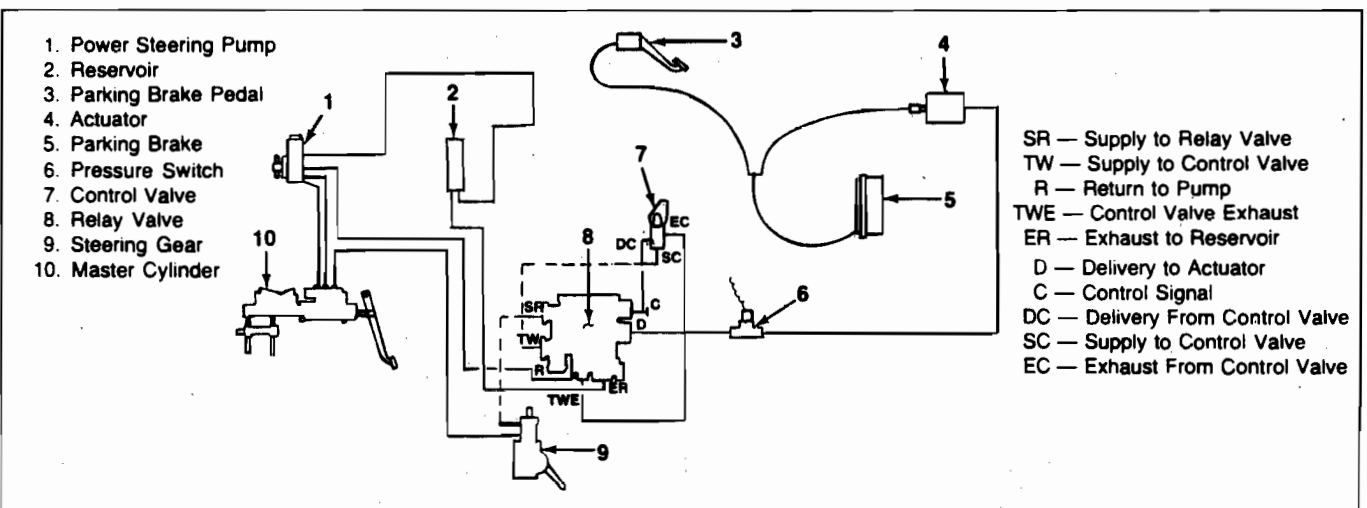 1. Power Steering Pump
2. Reservoir
3. Parking Brake Pedal
4. Actuator
5. Parking Brake
6. Pressure Switch
7. Control Valve
8. Relay Valve
9. Steering Gear
10. Master Cylinder
1
2
3
4
5
6
7
8
9
10
EC
DC
SC
C
D
SR
TW
R
ER
TWE
SR — Supply to Relay Valve
TW — Supply to Control Valve
R — Return to Pump
TWE — Control Valve Exhaust
ER — Exhaust to Reservoir
D — Delivery to Actuator
C — Control Signal
DC — Delivery From Control Valve
SC — Supply to Control Valve
EC — Exhaust From Control Valve